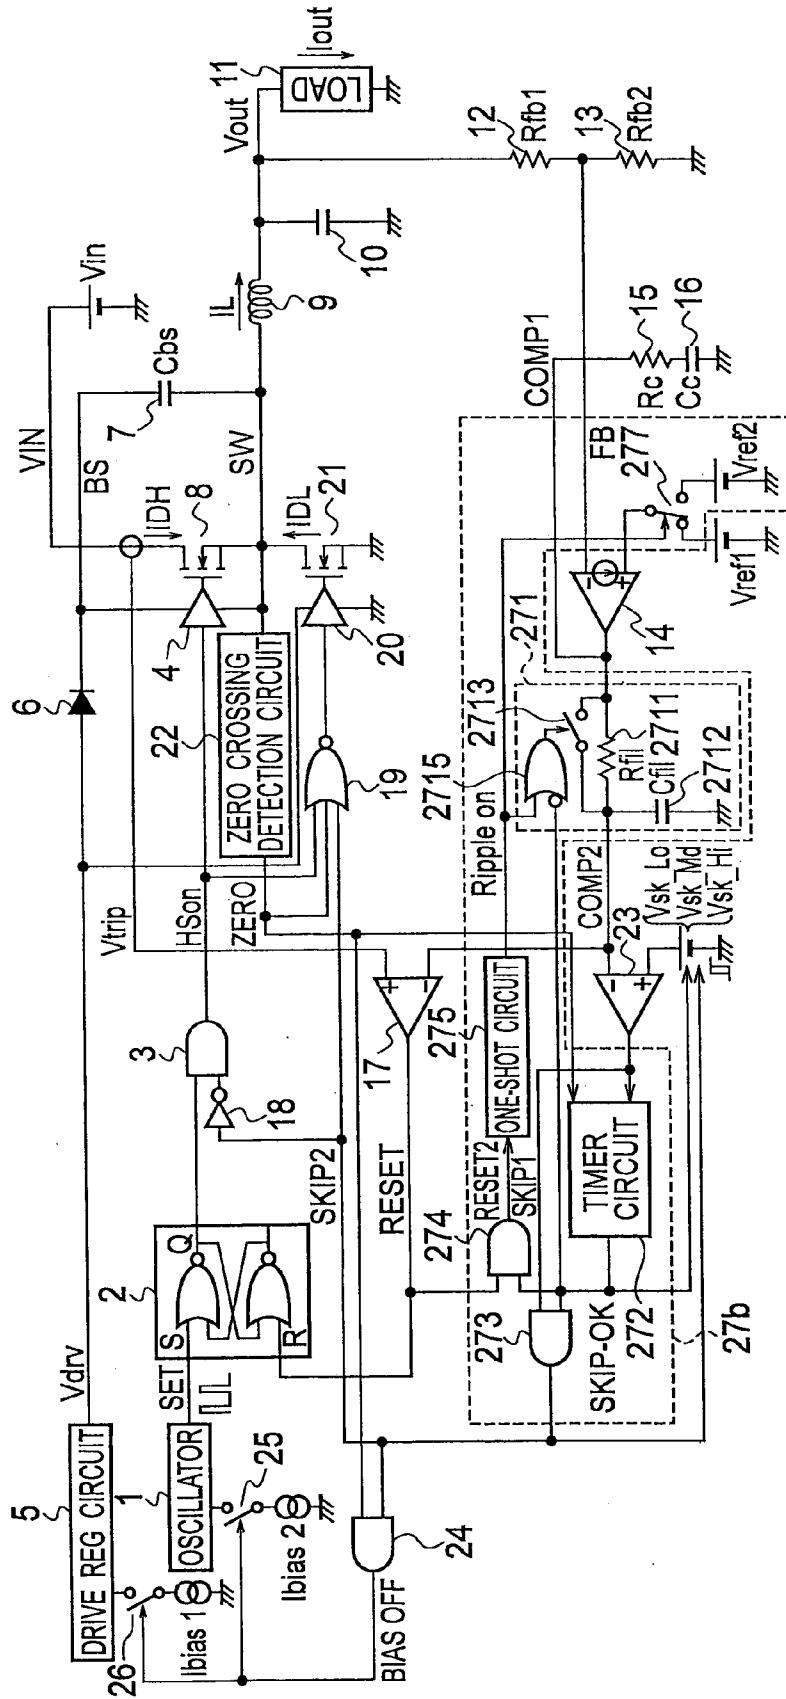 5
DRIVE REG CIRCUIT
Vdrv
26
Ibias 1
1
OSCILLATOR
SET
25
Ibias 2
BIAS OFF
24
2
S
Q
R
3
18
SKIP2
HSon
Vtrip
ZERO
6
BS
VIN
Vin
7
Cbs
4
IDH
8
SW
22
ZERO CROSSING
DETECTION CIRCUIT
19
20
IDL
21
IL
9
10
Vout
11
LOAD
Iout
12
Rfb1
13
Rfb2
RESET
17
274
RESET2
SKIP1
275
ONE-SHOT CIRCUIT
Ripple on
273
SKIP-OK
TIMER
CIRCUIT
272
27b
23
COMP2
Vsk_Lo
Vsk_Md
Vsk_Hi
271
2715
2713
Rfil
2711
Cfil
2712
14
COMP1
Rc
15
Cc
16
FB
277
Vref1
Vref2